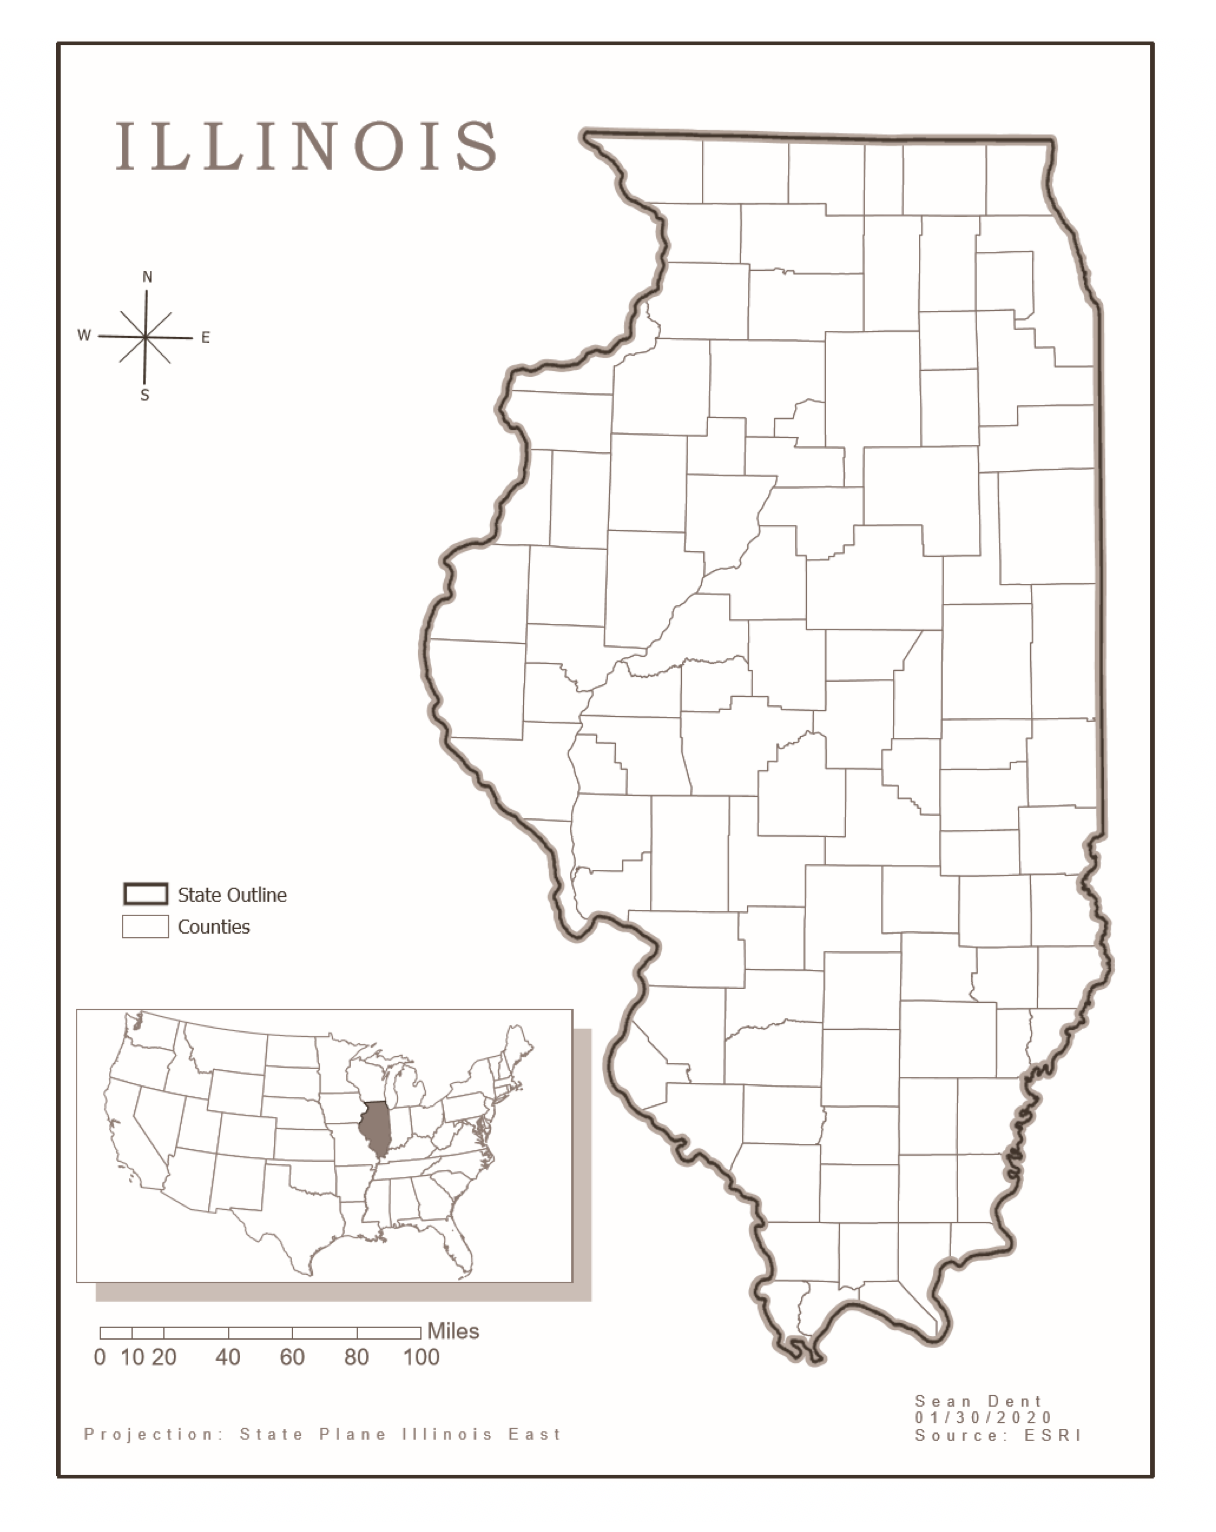 ILLINOIS
N
W E
S
State Outline
Counties
Miles
0 10 20 40 60 80 100
Projection: State Plane Illinois East
Sean Dent
01/30/2020
Source: ESRI